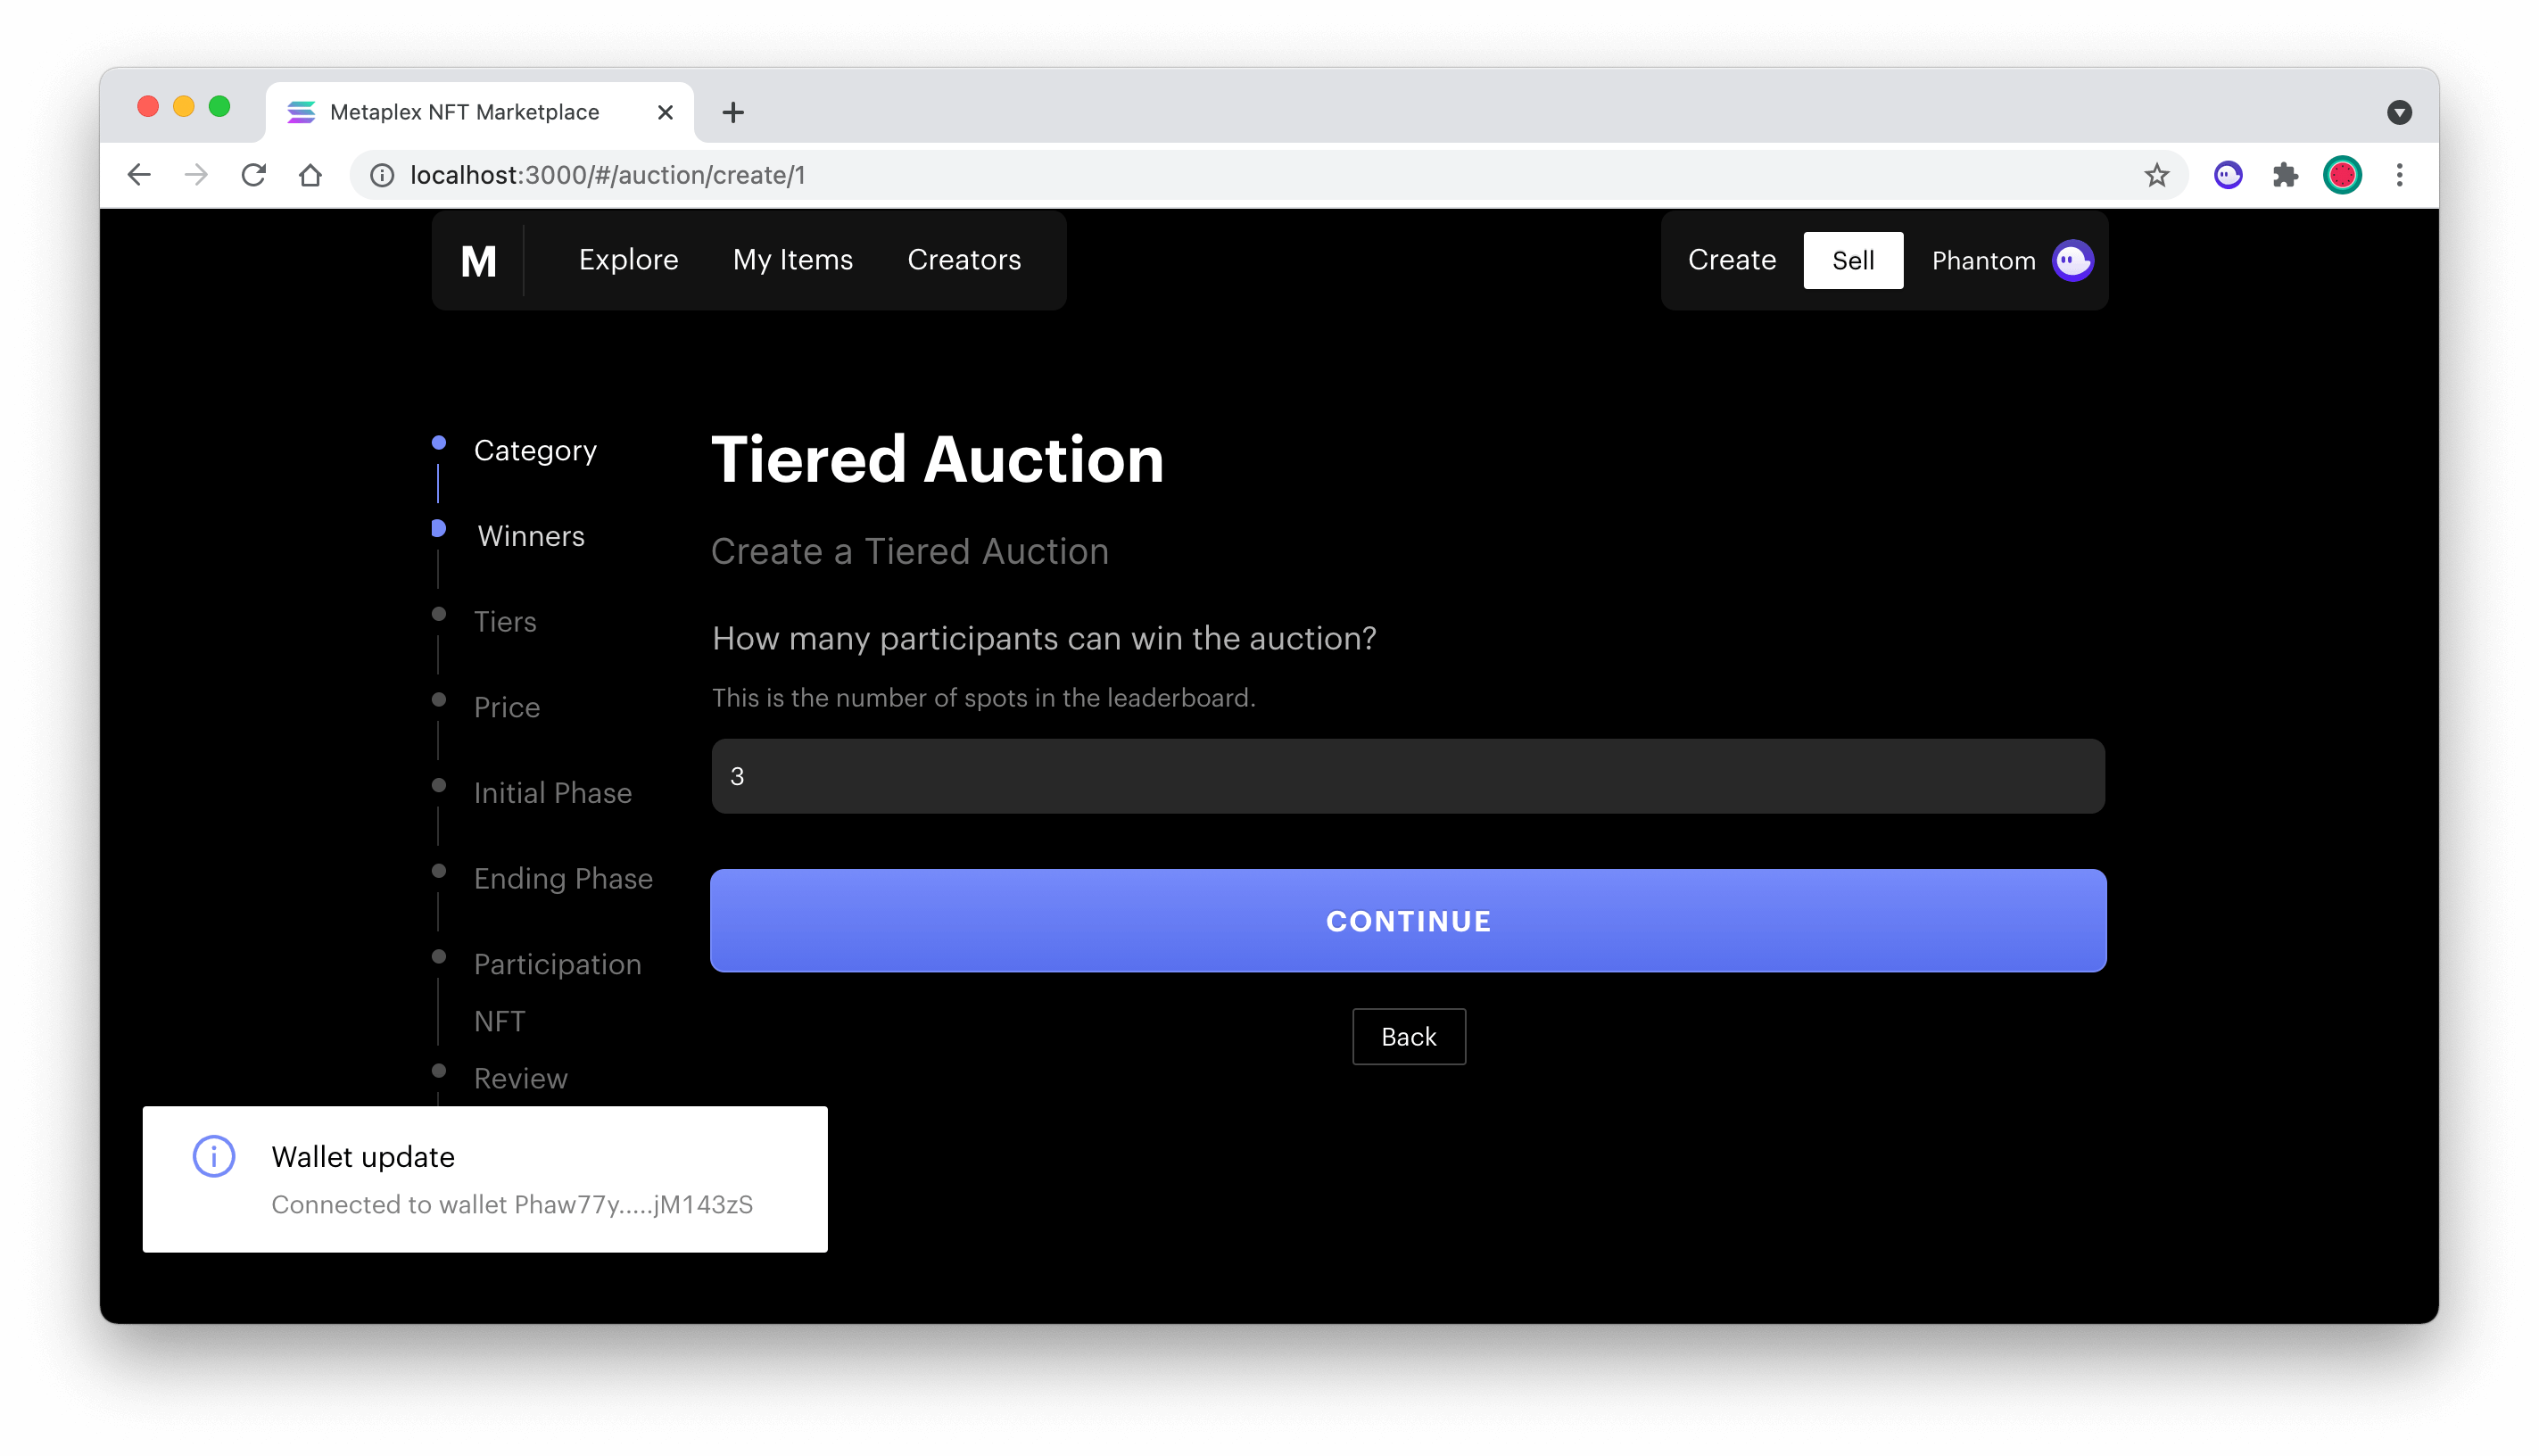 Metaplex NFT Marketplace
localhost:3000/#/auction/create/1
M Explore My Items Creators Create Sell Phantom
Category
Winners
Tiers
Price
Initial Phase
Ending Phase
Participation
NFT
Review
Tiered Auction
Create a Tiered Auction
How many participants can win the auction?
This is the number of spots in the leaderboard.
3
CONTINUE
Back
Wallet update
Connected to wallet Phaw77y.....jM143zS